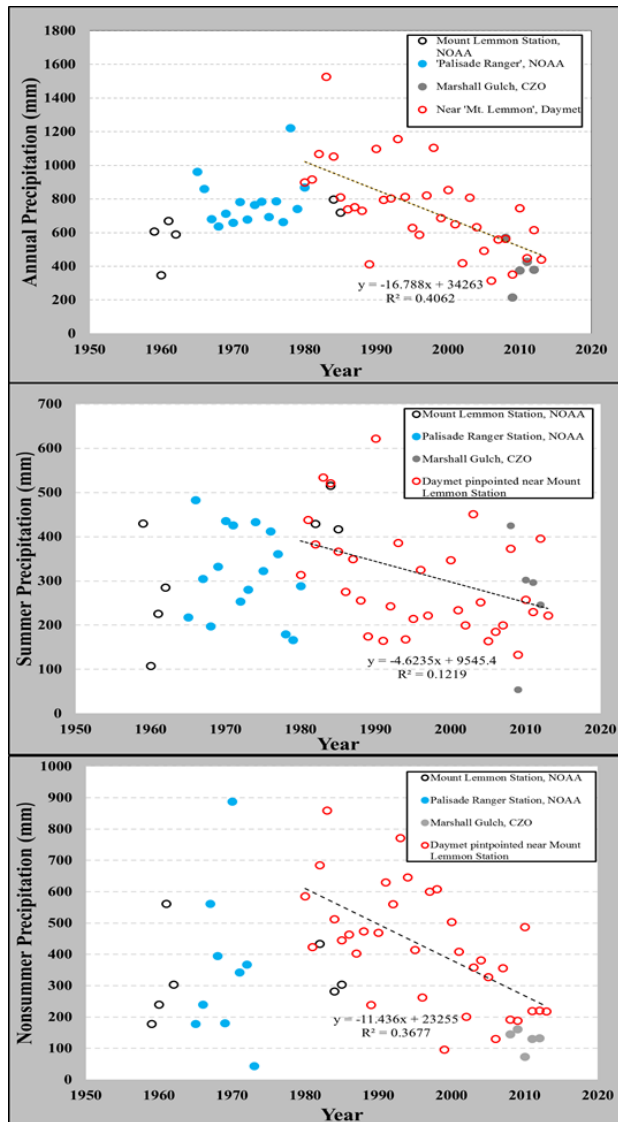 Annual Precipitation (mm)
1800
1600
1400
1200
1000
800
600
400
200
0
Mount Lemmon Station,
NOAA
'Palisade Ranger', NOAA
Marshall Gulch, CZO
Near 'Mt. Lemmon', Daymet
y = -16.788x + 34263
R² = 0.4062
1950 1960 1970 1980 1990 2000 2010 2020
Year
Summer Precipitation (mm)
700
600
500
400
300
200
100
0
Mount Lemmon Station, NOAA
Palisade Ranger Station, NOAA
Marshall Gulch, CZO
Daymet pinpointed near Mount
Lemmon Station
y = -4.6235x + 9545.4
R² = 0.1219
1950 1960 1970 1980 1990 2000 2010 2020
Year
Nonsummer Precipitation (mm)
1000
900
800
700
600
500
400
300
200
100
0
Mount Lemmon Station, NOAA
Palisade Ranger Station, NOAA
Marshall Gulch, CZO
Daymet pintpointed near Mount
Lemmon Station
y = -11.436x + 23255
R² = 0.3677
1950 1960 1970 1980 1990 2000 2010 2020
Year